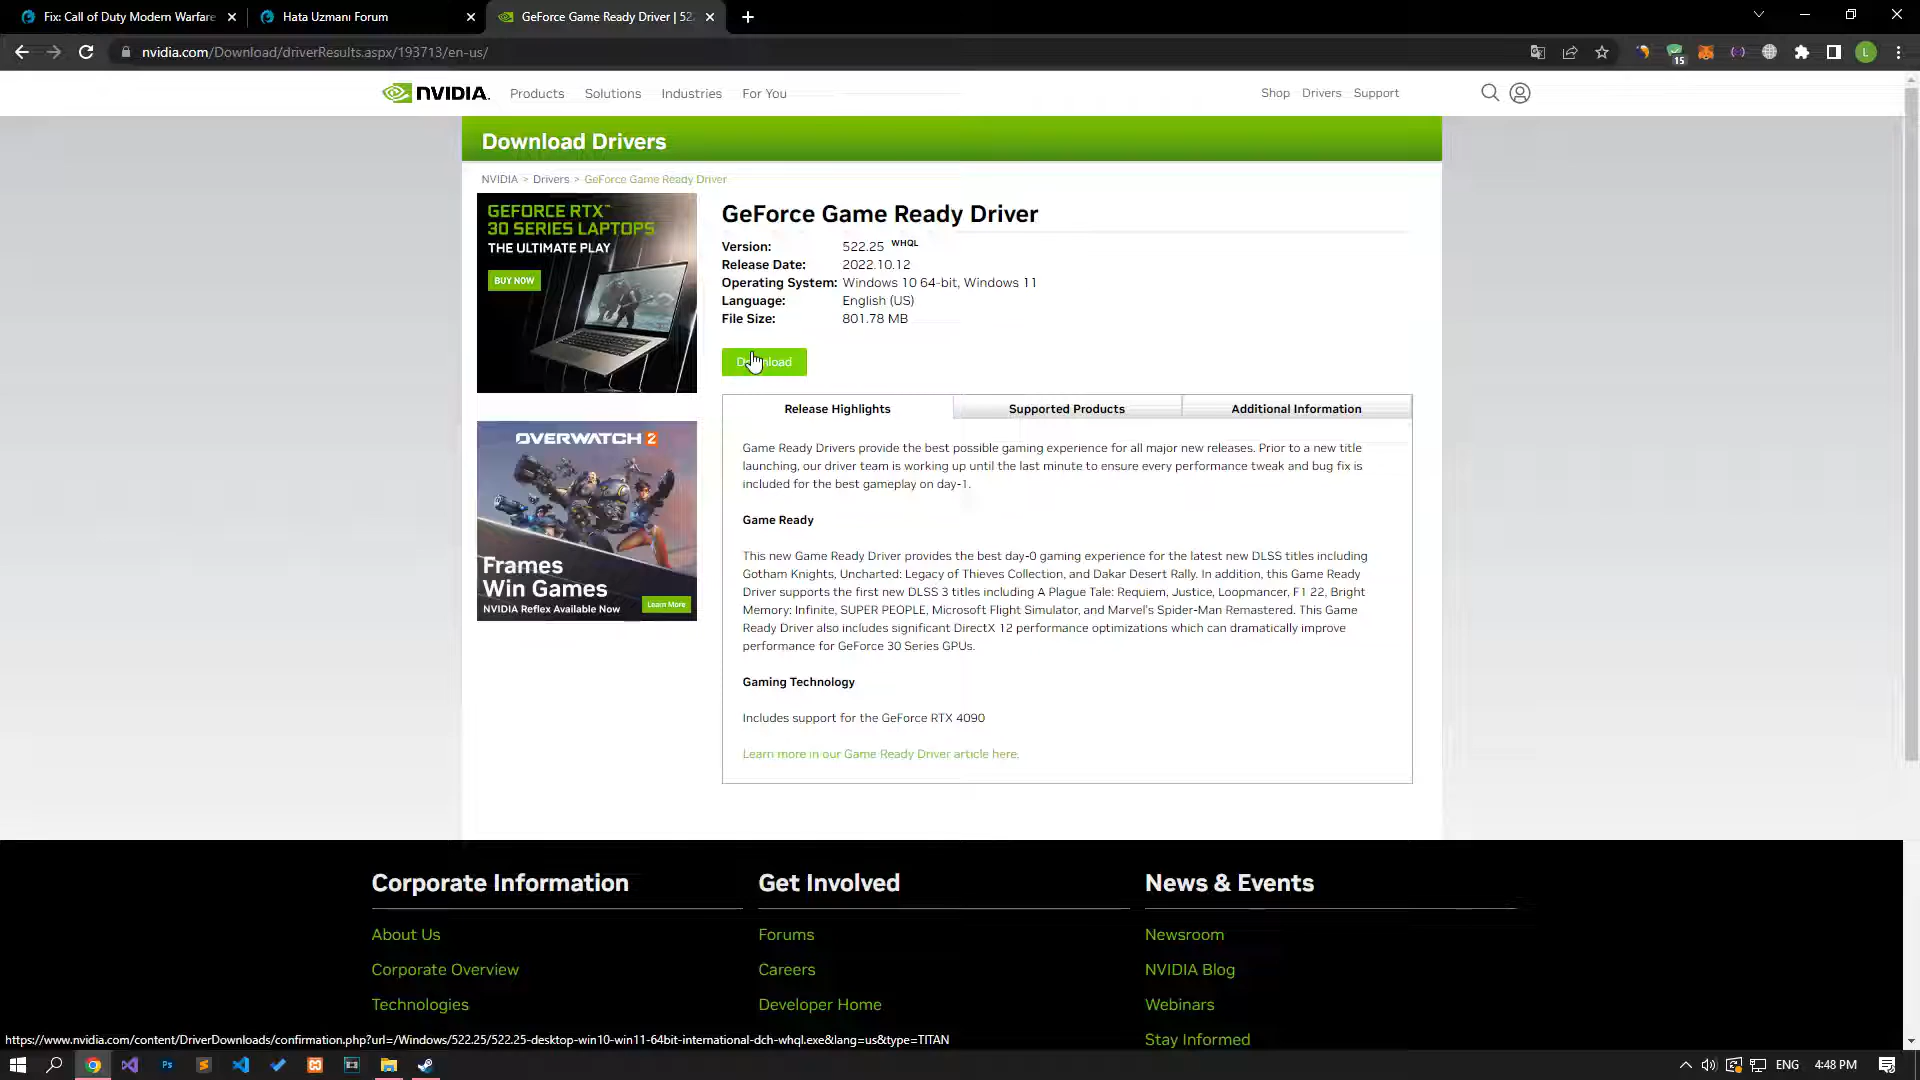 Fix: Call of Duty Modern Warfare
Hata Uzmanı Forum
GeForce Game Ready Driver | 52
nvidia.com/Download/driverResults.aspx/193713/en-us/
15
L
NVIDIA.
Products
Solutions
Industries
For You
Shop
Drivers
Support
Download Drivers
NVIDIA > Drivers > GeForce Game Ready Driver
GEFORCE RTX™
30 SERIES LAPTOPS
THE ULTIMATE PLAY
BUY NOW
OVERWATCH 2
Frames
Win Games
NVIDIA Reflex Available Now
Learn More
GeForce Game Ready Driver
Version: 522.25 WHQL
Release Date: 2022.10.12
Operating System: Windows 10 64-bit, Windows 11
Language: English (US)
File Size: 801.78 MB
Download
Release Highlights
Supported Products
Additional Information
Game Ready Drivers provide the best possible gaming experience for all major new releases. Prior to a new title
launching, our driver team is working up until the last minute to ensure every performance tweak and bug fix is
included for the best gameplay on day-1.
Game Ready
This new Game Ready Driver provides the best day-0 gaming experience for the latest new DLSS titles including
Gotham Knights, Uncharted: Legacy of Thieves Collection, and Dakar Desert Rally. In addition, this Game Ready
Driver supports the first new DLSS 3 titles including A Plague Tale: Requiem, Justice, Loopmancer, F1 22, Bright
Memory: Infinite, SUPER PEOPLE, Microsoft Flight Simulator, and Marvel's Spider-Man Remastered. This Game
Ready Driver also includes significant DirectX 12 performance optimizations which can dramatically improve
performance for GeForce 30 Series GPUs.
Gaming Technology
Includes support for the GeForce RTX 4090
Learn more in our Game Ready Driver article here.
Corporate Information
About Us
Corporate Overview
Technologies
Get Involved
Forums
Careers
Developer Home
News & Events
Newsroom
NVIDIA Blog
Webinars
Stay Informed
https://www.nvidia.com/content/DriverDownloads/confirmation.php?url=/Windows/522.25/522.25-desktop-win10-win11-64bit-international-dch-whql.exe&lang=us&type=TITAN
Ps
ENG
4:48 PM